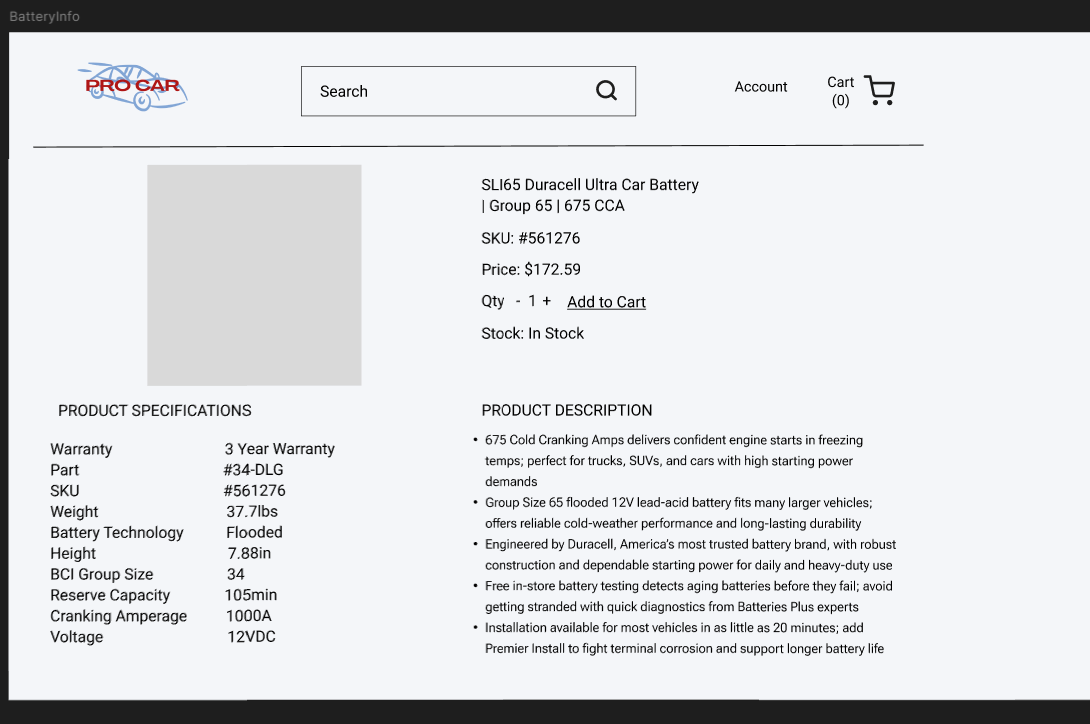 BatteryInfo
PRO CAR
Search
Account
Cart
(0)
SLI65 Duracell Ultra Car Battery
| Group 65 | 675 CCA
SKU: #561276
Price: $172.59
Qty - 1 + Add to Cart
Stock: In Stock
PRODUCT SPECIFICATIONS
Warranty 3 Year Warranty
Part #34-DLG
SKU #561276
Weight 37.7lbs
Battery Technology Flooded
Height 7.88in
BCI Group Size 34
Reserve Capacity 105min
Cranking Amperage 1000A
Voltage 12VDC
PRODUCT DESCRIPTION
• 675 Cold Cranking Amps delivers confident engine starts in freezing
temps; perfect for trucks, SUVs, and cars with high starting power
demands
• Group Size 65 flooded 12V lead-acid battery fits many larger vehicles;
offers reliable cold-weather performance and long-lasting durability
• Engineered by Duracell, America's most trusted battery brand, with robust
construction and dependable starting power for daily and heavy-duty use
• Free in-store battery testing detects aging batteries before they fail; avoid
getting stranded with quick diagnostics from Batteries Plus experts
• Installation available for most vehicles in as little as 20 minutes; add
Premier Install to fight terminal corrosion and support longer battery life